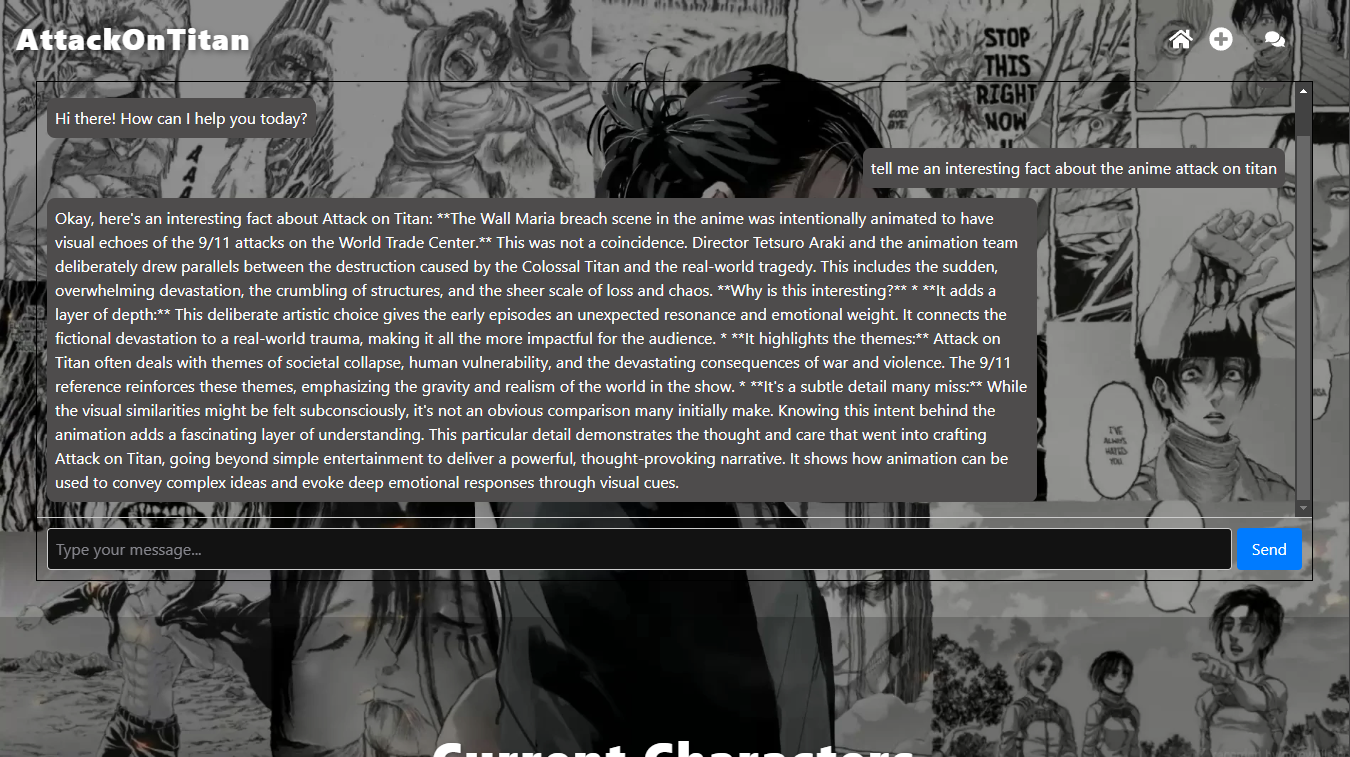 AttackOnTitan
STOP
THIS
RIGHT
NOW
Hi there! How can I help you today?
GOOD
BYE.
tell me an interesting fact about the anime attack on titan
Okay, here's an interesting fact about Attack on Titan: **The Wall Maria breach scene in the anime was intentionally animated to have
visual echoes of the 9/11 attacks on the World Trade Center.** This was not a coincidence. Director Tetsuro Araki and the animation team
deliberately drew parallels between the destruction caused by the Colossal Titan and the real-world tragedy. This includes the sudden,
overwhelming devastation, the crumbling of structures, and the sheer scale of loss and chaos. **Why is this interesting?** * **It adds a
layer of depth:** This deliberate artistic choice gives the early episodes an unexpected resonance and emotional weight. It connects the
fictional devastation to a real-world trauma, making it all the more impactful for the audience. * **It highlights the themes:** Attack on
Titan often deals with themes of societal collapse, human vulnerability, and the devastating consequences of war and violence. The 9/11
reference reinforces these themes, emphasizing the gravity and realism of the world in the show. * **It's a subtle detail many miss:** While
the visual similarities might be felt subconsciously, it's not an obvious comparison many initially make. Knowing this intent behind the
animation adds a fascinating layer of understanding. This particular detail demonstrates the thought and care that went into crafting
Attack on Titan, going beyond simple entertainment to deliver a powerful, thought-provoking narrative. It shows how animation can be
used to convey complex ideas and evoke deep emotional responses through visual cues.
I'VE
ALWAYS
HATED
YOU.
Type your message...
Send
Current Characters